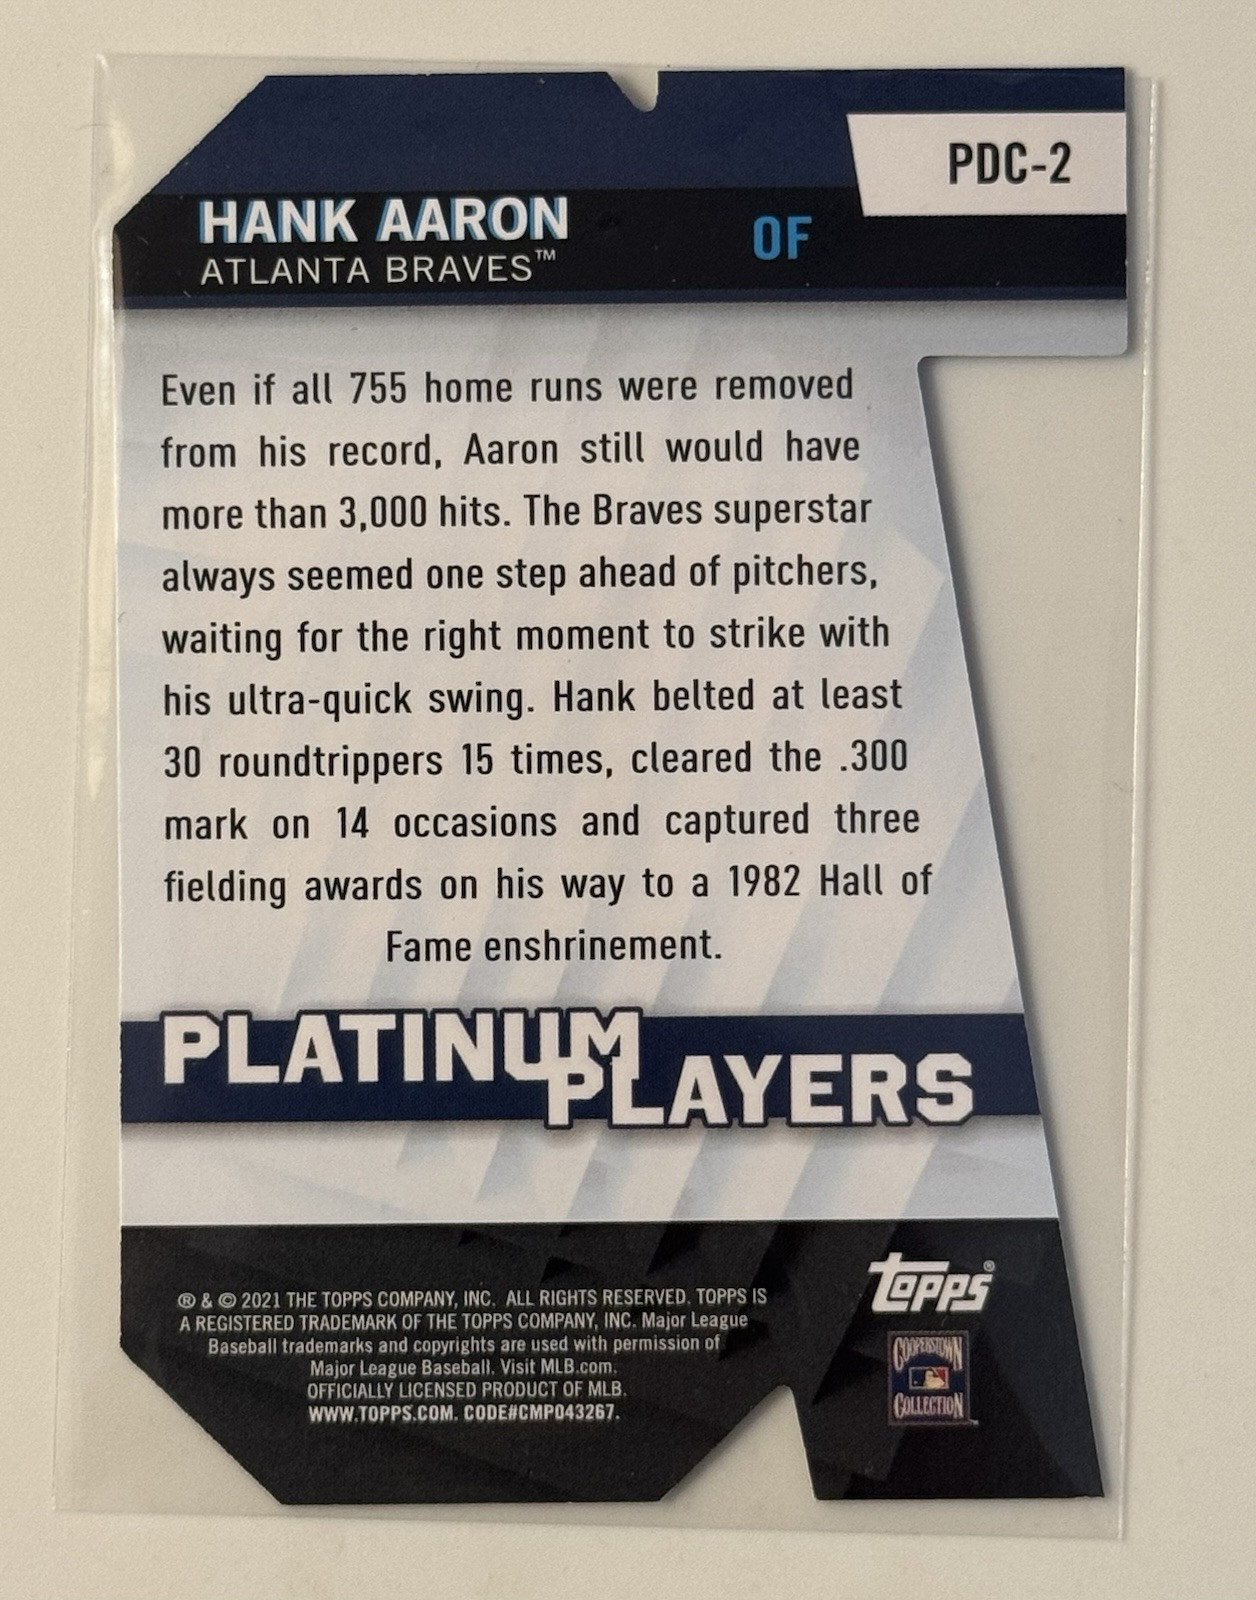 PDC-2
HANK AARON
OF
ATLANTA BRAVES™
Even if all 755 home runs were removed
from his record, Aaron still would have
more than 3,000 hits. The Braves superstar
always seemed one step ahead of pitchers,
waiting for the right moment to strike with
his ultra-quick swing. Hank belted at least
30 roundtrippers 15 times, cleared the .300
mark on 14 occasions and captured three
fielding awards on his way to a 1982 Hall of
Fame enshrinement.
PLATINUM
PLAYERS
® & © 2021 THE TOPPS COMPANY, INC. ALL RIGHTS RESERVED. TOPPS IS
A REGISTERED TRADEMARK OF THE TOPPS COMPANY, INC. Major League
Baseball trademarks and copyrights are used with permission of
Major League Baseball. Visit MLB.com.
OFFICIALLY LICENSED PRODUCT OF MLB.
WWW.TOPPS.COM. CODE#CMP043267.
topps®
COOPERSTOWN
COLLECTION™